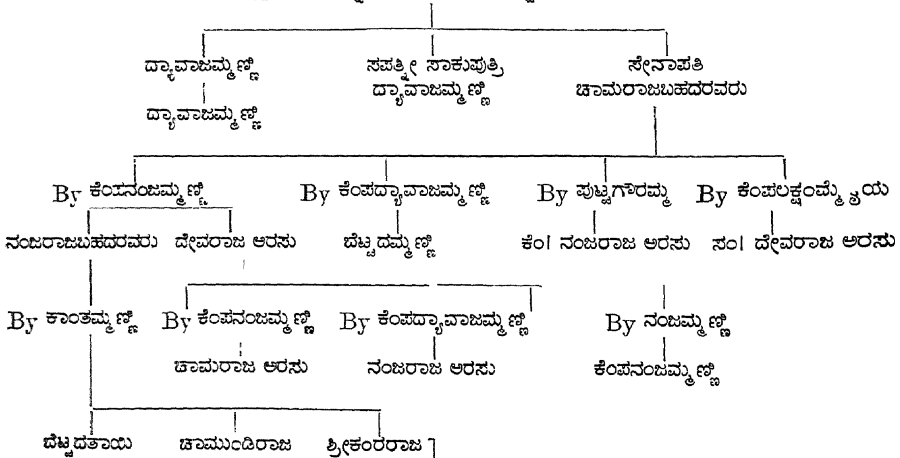 ದ್ಯಾವಾಜಮ್ಮಣ್ಣಿ ಸಪತ್ನೀ ಸಾಕುಪುತ್ರಿ ಸೇನಾಪತಿ
ದ್ಯಾವಾಜಮ್ಮಣ್ಣಿ ಚಾಮರಾಜಬಹದರವರು
ದ್ಯಾವಾಜಮ್ಮಣ್ಣಿ
By ಕೆಂಪನಂಜಮ್ಮಣ್ಣಿ By ಕೆಂಪದ್ಯಾವಾಜಮ್ಮಣ್ಣಿ By ಪುಟ್ಟಗೌರಮ್ಮ By
ನಂಜರಾಜಬಹದರವರು ದೇವರಾಜ ಅರಸು ಬೆಟ್ಟದಮ್ಮಣ್ಣಿ ಕೆಂ| ನಂಜರಾಜ ಅರಸು ಸಂ| ದೇವರಾಜ ಅರಸು
By ಕಾಂತಮ್ಮಣ್ಣಿ By ಕೆಂಪನಂಜಮ್ಮಣ್ಣಿ By ಕೆಂಪದ್ಯಾವಾಜಮ್ಮಣ್ಣಿ By ನಂಜಮ್ಮಣ್ಣಿ
ಚಾಮರಾಜ ಅರಸು ನಂಜರಾಜ ಅರಸು ಕೆಂಪನಂಜಮ್ಮಣ್ಣಿ
ಬೆಟ್ಟದತಾಯಿ ಚಾಮುಂಡಿರಾಜ ಶ್ರೀಕಂಠರಾಜ ]